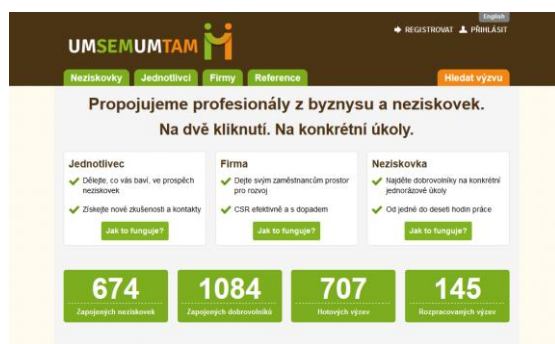 English
REGISTROVAT PŘIHLÁSIT
UMSEMUMTAM
Neziskovky Jednotlivci Firmy Reference Hledat výzvu
Propojujeme profesionály z byznysu a neziskovek.
Na dvě kliknutí. Na konkrétní úkoly.
Jednotlivec
Dělejte, co vás baví, ve prospěch
neziskovek
Získejte nové zkušenosti a kontakty
Jak to funguje?
Firma
Dejte svým zaměstnancům prostor
pro rozvoj
CSR efektivně a s dopadem
Jak to funguje?
Neziskovka
Najděte dobrovolníky na konkrétní
jednorázové úkoly
Od jedné do deseti hodin práce
Jak to funguje?
674
Zapojených neziskovek
1084
Zapojených dobrovolníků
707
Hotových výzev
145
Rozpracovaných výzev